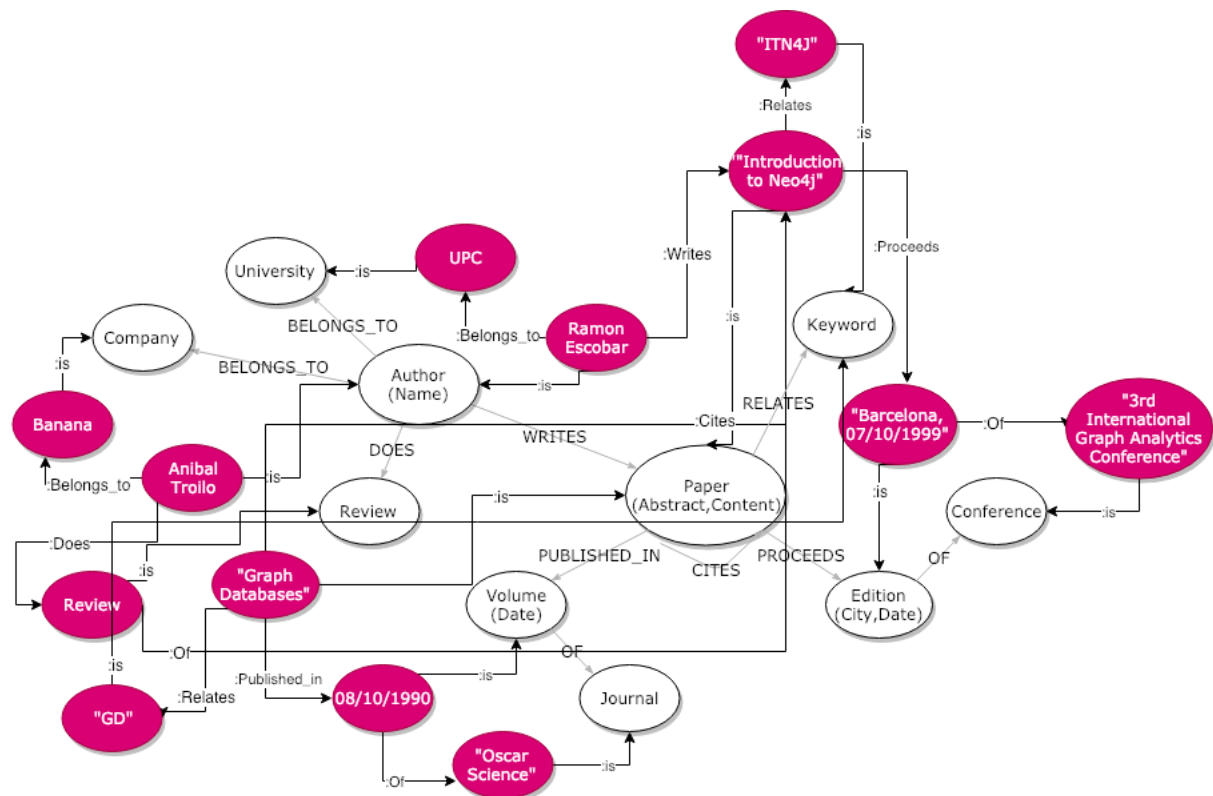 "ITN4J"
:Relates
:is
'"Introduction
to Neo4j"
:Writes
:Proceeds
University
:is
UPC
BELONGS_TO
:Belongs_to
Ramon
Escobar
:is
Keyword
Company
:is
BELONGS_TO
Author
(Name)
:is
RELATES
Banana
"Barcelona,
07/10/1999"
:Of
"3rd
International
Graph Analytics
Conference"
WRITES
:Cites
DOES
Anibal
Troilo
:is
:Belongs_to
Paper
(Abstract,Content)
:is
:is
Review
Conference
:is
:Does
:is
PUBLISHED_IN
CITES
PROCEEDS
OF
Review
"Graph
Databases"
Volume
(Date)
Edition
(City,Date)
:Of
OF
:is
:is
:Published_in
08/10/1990
:Relates
"GD"
Journal
"Oscar
Science"
:is
:Of